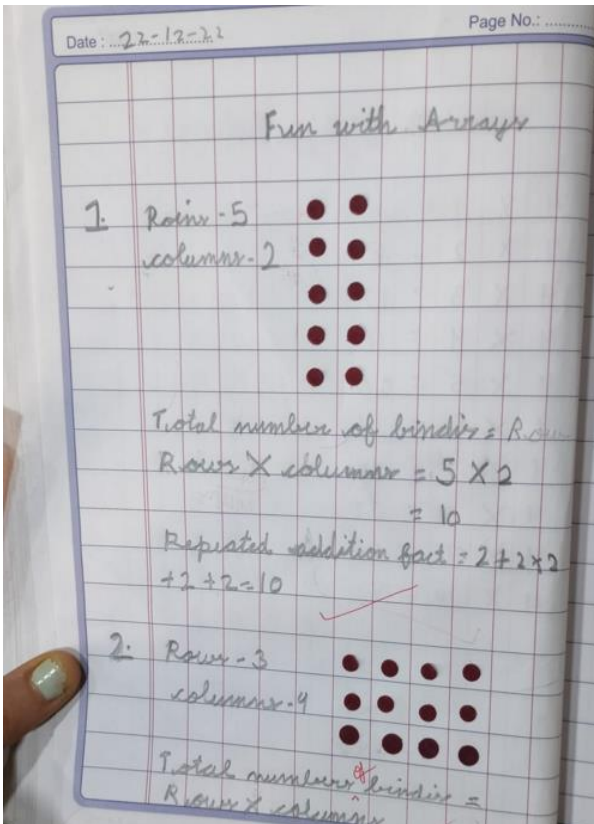 Page No.: ............
Date : ...22-12-22
Fun with Arrays
1. Rows - 5
columns - 2
Total number of bindis =
Rows X columns = 5 X 2
= 10
Repeated addition fact = 2+2+2
+2+2=10
2. Rows - 3
columns - 4
Total numbers of bindis =
Rows X columns